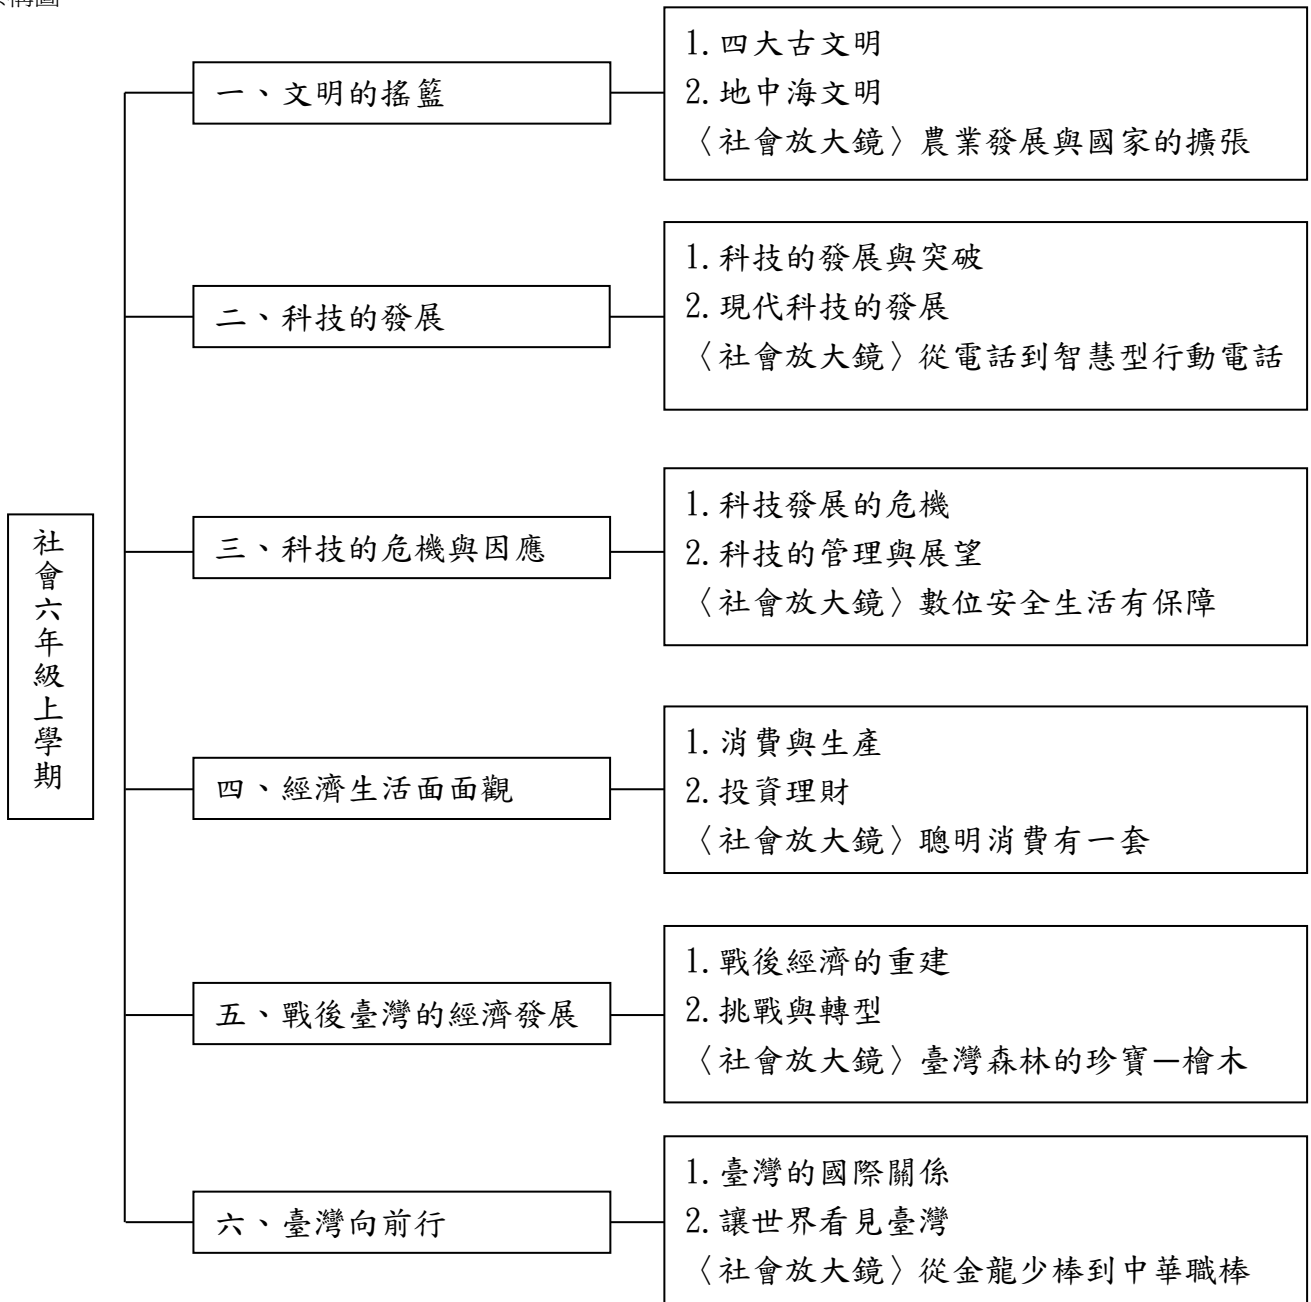 構圖
社會六年級上學期
一、文明的搖籃
1.四大古文明
2.地中海文明
〈社會放大鏡〉農業發展與國家的擴張
二、科技的發展
1.科技的發展與突破
2.現代科技的發展
〈社會放大鏡〉從電話到智慧型行動電話
三、科技的危機與因應
1.科技發展的危機
2.科技的管理與展望
〈社會放大鏡〉數位安全生活有保障
四、經濟生活面面觀
1.消費與生產
2.投資理財
〈社會放大鏡〉聰明消費有一套
五、戰後臺灣的經濟發展
1.戰後經濟的重建
2.挑戰與轉型
〈社會放大鏡〉臺灣森林的珍寶—檜木
六、臺灣向前行
1.臺灣的國際關係
2.讓世界看見臺灣
〈社會放大鏡〉從金龍少棒到中華職棒